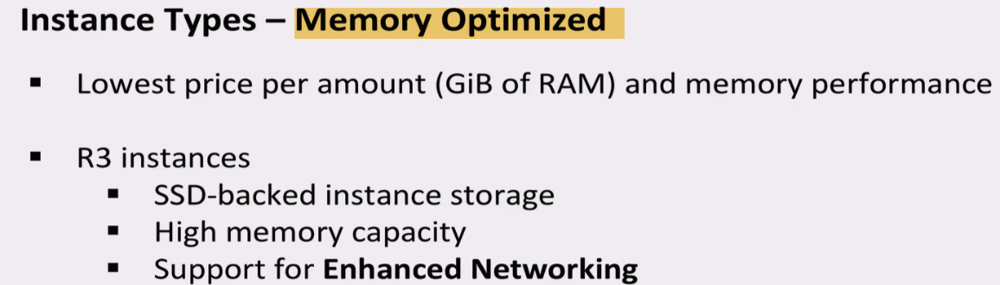 Instance Types – Memory Optimized
▪ Lowest price per amount (GiB of RAM) and memory performance
▪ R3 instances
▪ SSD-backed instance storage
▪ High memory capacity
▪ Support for Enhanced Networking